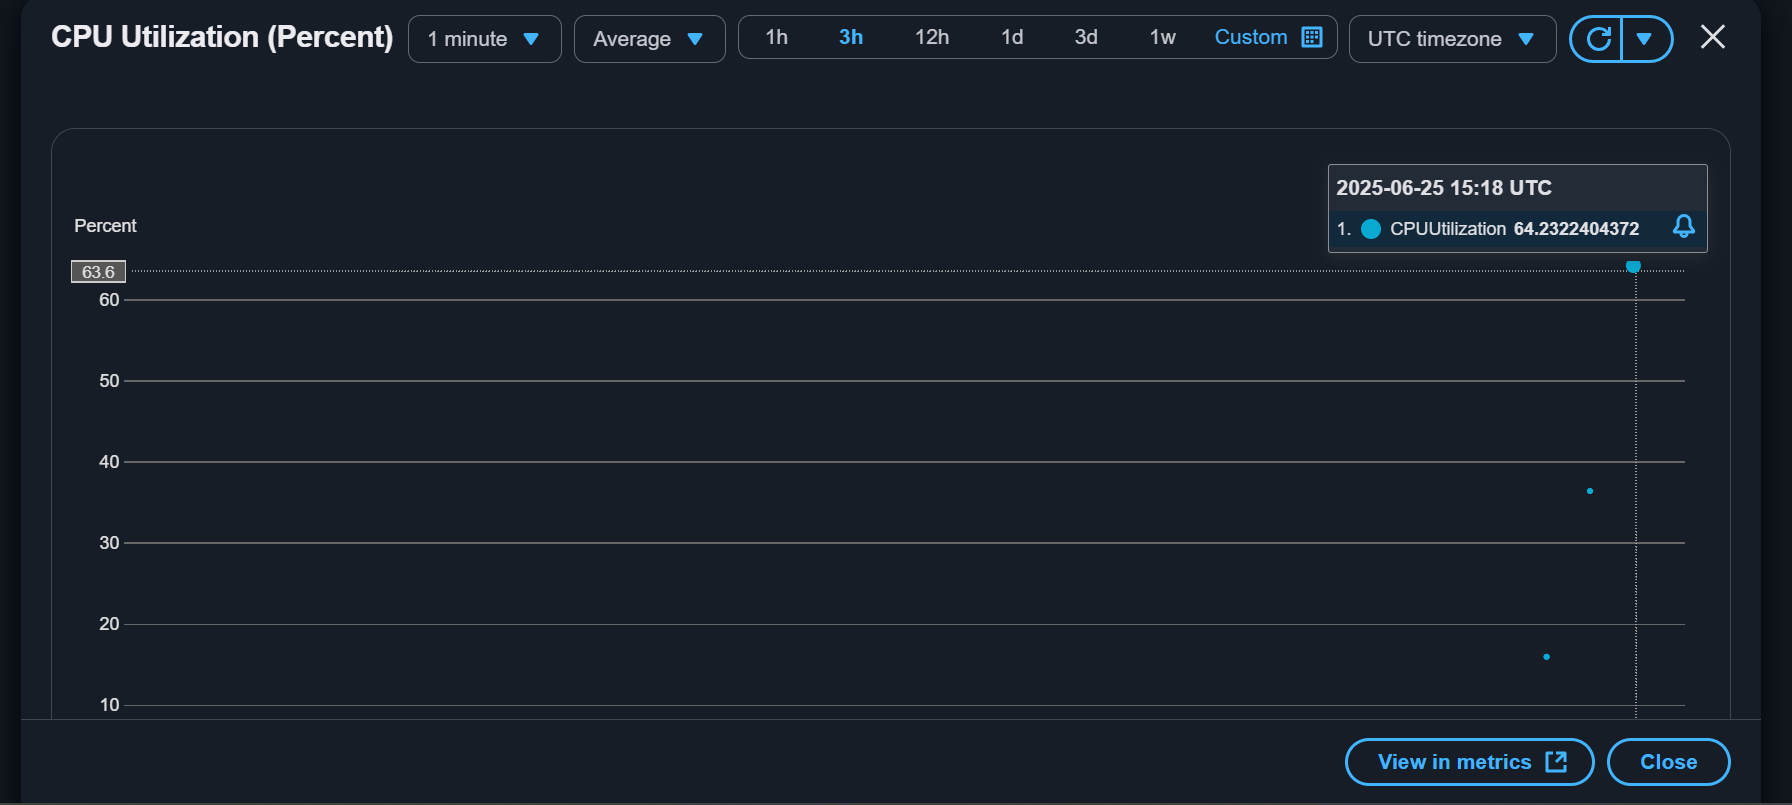 CPU Utilization (Percent)
1 minute
Average
1h 3h 12h 1d 3d 1w Custom
UTC timezone
2025-06-25 15:18 UTC
1. CPUUtilization 64.2322404372
Percent
63.6
60
50
40
30
20
10
View in metrics
Close